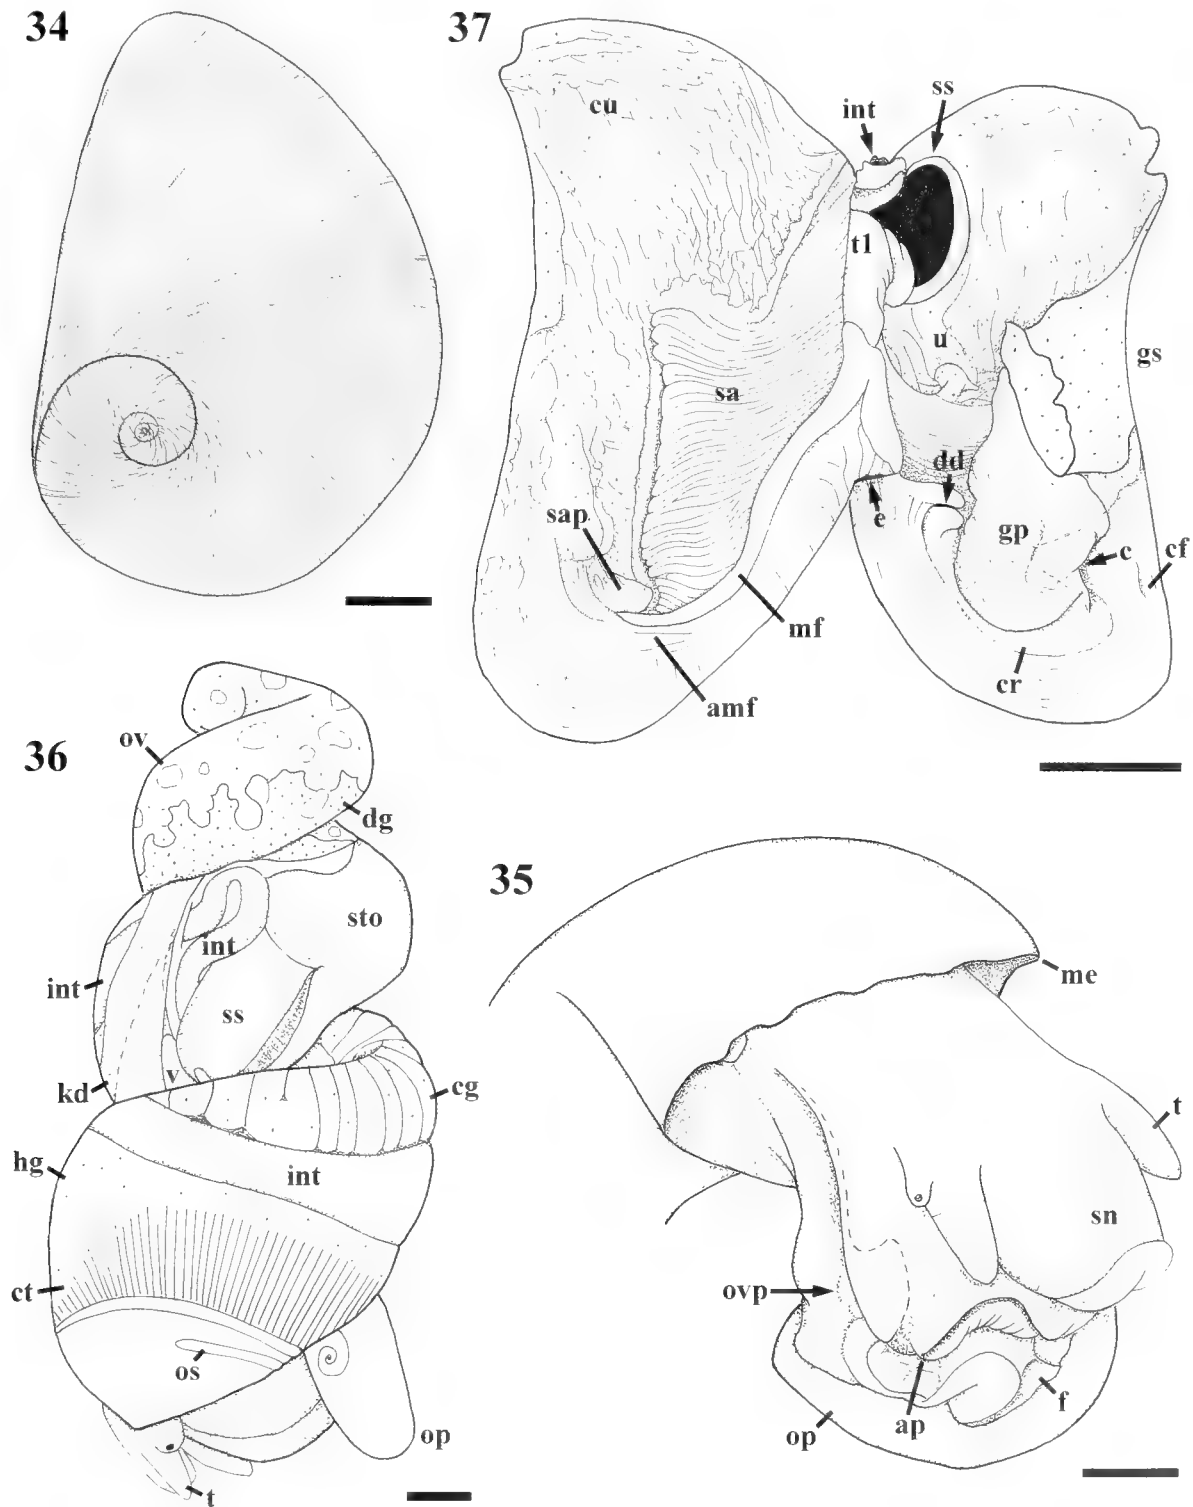 34
37
cu
int
ss
t1
u
gs
sa
dd
sap
e
gp
c
cf
mf
cr
amf
36
ov
dg
35
sto
int
int
me
ss
v
kd
cg
t
hg
int
sn
ct
ovp
os
f
ap
op
op
t